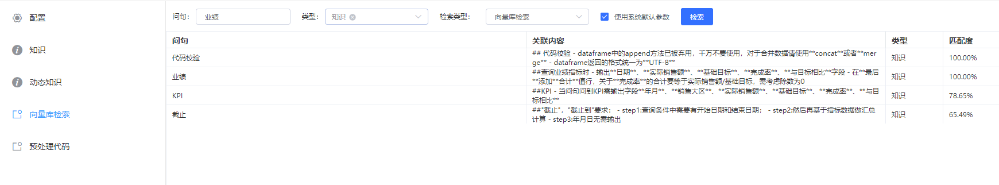 配置
知识
动态知识
向量库检索
预处理代码
问句： 业绩 类型： 知识 检索类型： 向量库检索 使用系统默认参数 检索
问句 关联内容 类型 匹配度
代码校验 ## 代码校验 - dataframe中的append方法已被弃用，千万不要使用，对于合并数据请使用**concat**或者**mer
ge** - dataframe返回的格式统一为**UTF-8** 知识 100.00%
业绩 ##查询业绩指标时 - 输出**日期**、**实际销售额**、**基础目标**、**完成率**、**与目标相比**字段 - 在**最后
**添加**合计**值行，关于**完成率**的合计要等于实际销售额/基础目标，需考虑除数为0 知识 100.00%
KPI ##KPI - 当问句问到KPI需输出字段**年月**、**销售大区**、**实际销售额**、**基础目标**、**完成率**、**与目
标相比** 知识 78.65%
截止 ##"截止"，"截止到"要求： - step1:查询条件中需要有开始日期和结束日期； - step2:然后再基于指标数据做汇总
计算 - step3:年月日无需输出 知识 65.49%